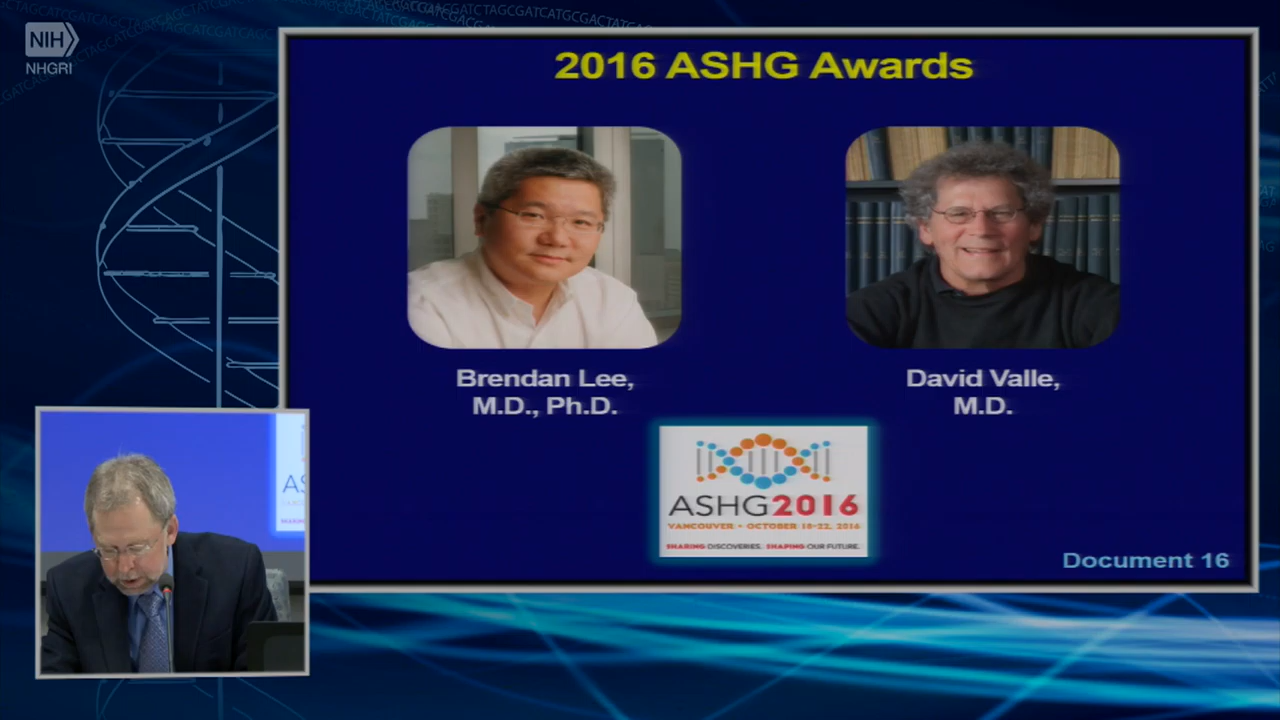 NIH
NHGRI
2016 ASHG Awards
Brendan Lee,
M.D., Ph.D.
David Valle,
M.D.
ASHG2016
VANCOUVER • OCTOBER 18-22, 2016
SHARING DISCOVERIES. SHAPING OUR FUTURE.
Document 16
AS